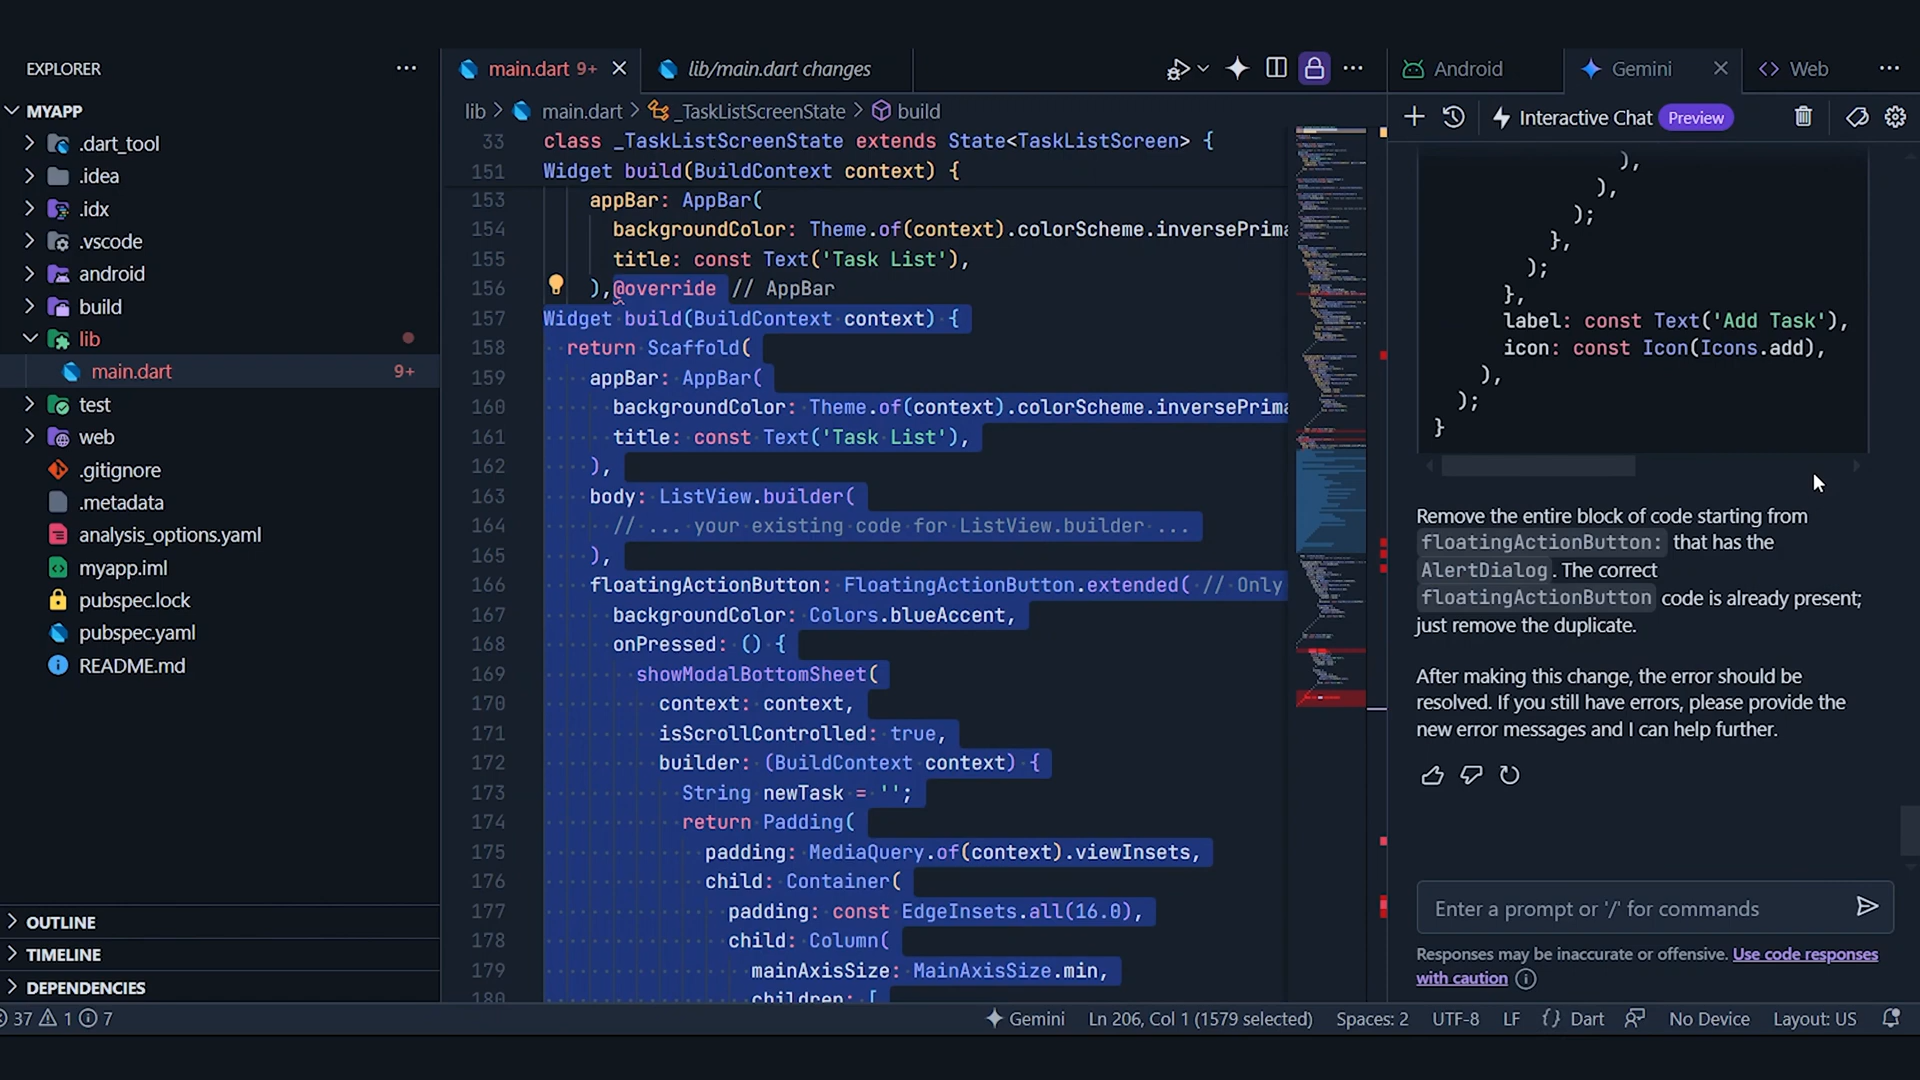 EXPLORER
MYAPP
.dart_tool
.idea
.idx
.vscode
android
build
lib
main.dart 9+
test
web
.gitignore
.metadata
analysis_options.yaml
myapp.iml
pubspec.lock
pubspec.yaml
README.md
OUTLINE
TIMELINE
DEPENDENCIES
main.dart 9+
lib/main.dart changes
lib > main.dart > _TaskListScreenState > build
33 class _TaskListScreenState extends State<TaskListScreen> {
151 Widget build(BuildContext context) {
153 appBar: AppBar(
154 backgroundColor: Theme.of(context).colorScheme.inversePrima
155 title: const Text('Task List'),
156 ),@override // AppBar
157 Widget build(BuildContext context) {
158 return Scaffold(
159 appBar: AppBar(
160 backgroundColor: Theme.of(context).colorScheme.inversePrima
161 title: const Text('Task List'),
162 ),
163 body: ListView.builder(
164 // ... your existing code for ListView.builder ...
165 ),
166 floatingActionButton: FloatingActionButton.extended( // Only
167 backgroundColor: Colors.blueAccent,
168 onPressed: () {
169 showModalBottomSheet(
170 context: context,
171 isScrollControlled: true,
172 builder: (BuildContext context) {
173 String newTask = '';
174 return Padding(
175 padding: MediaQuery.of(context).viewInsets,
176 child: Container(
177 padding: const EdgeInsets.all(16.0),
178 child: Column(
179 mainAxisSize: MainAxisSize.min,
180 children: [
Android
Gemini
Web
Interactive Chat Preview
),
),
);
},
);
},
label: const Text('Add Task'),
icon: const Icon(Icons.add),
),
);
}
Remove the entire block of code starting from
floatingActionButton: that has the
AlertDialog. The correct
floatingActionButton code is already present;
just remove the duplicate.
After making this change, the error should be
resolved. If you still have errors, please provide the
new error messages and I can help further.
Enter a prompt or '/' for commands
Responses may be inaccurate or offensive. Use code responses
with caution
37 1 7
Gemini
Ln 206, Col 1 (1579 selected)
Spaces: 2
UTF-8
LF
{} Dart
No Device
Layout: US